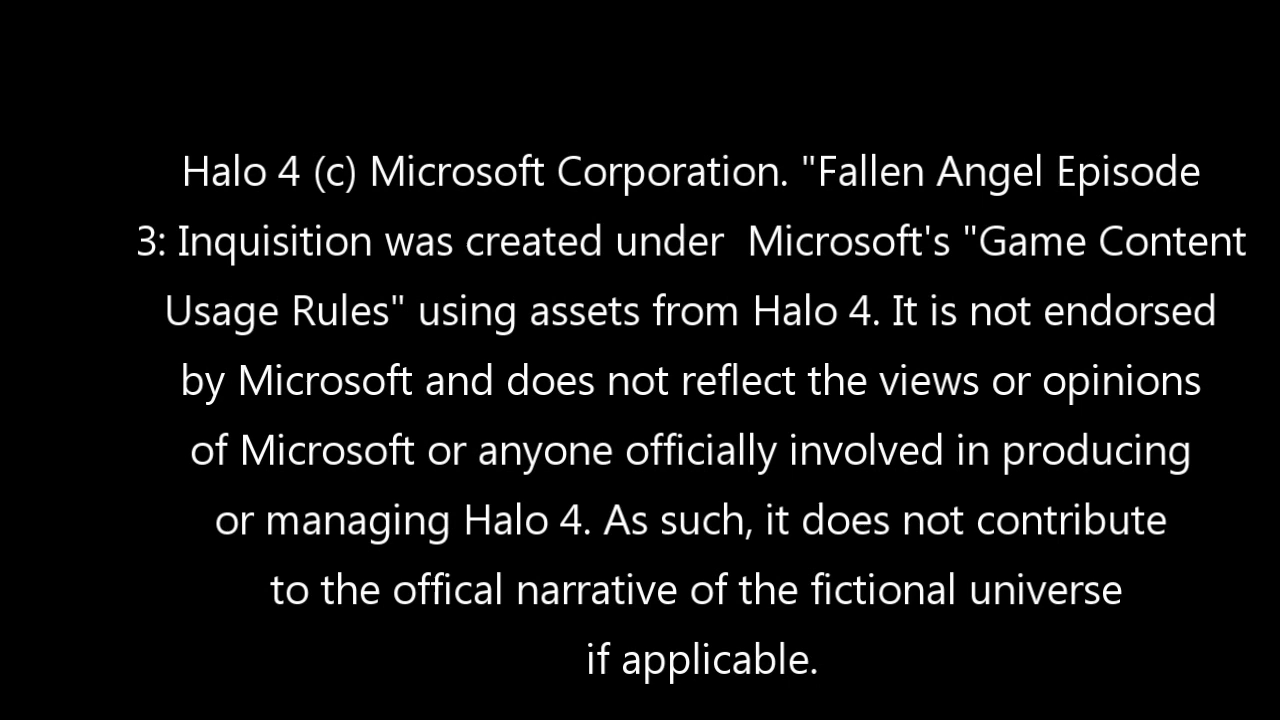 Halo 4 (c) Microsoft Corporation. "Fallen Angel Episode
3: Inquisition was created under  Microsoft's "Game Content
Usage Rules" using assets from Halo 4. It is not endorsed
by Microsoft and does not reflect the views or opinions
of Microsoft or anyone officially involved in producing
or managing Halo 4. As such, it does not contribute
to the offical narrative of the fictional universe
if applicable.